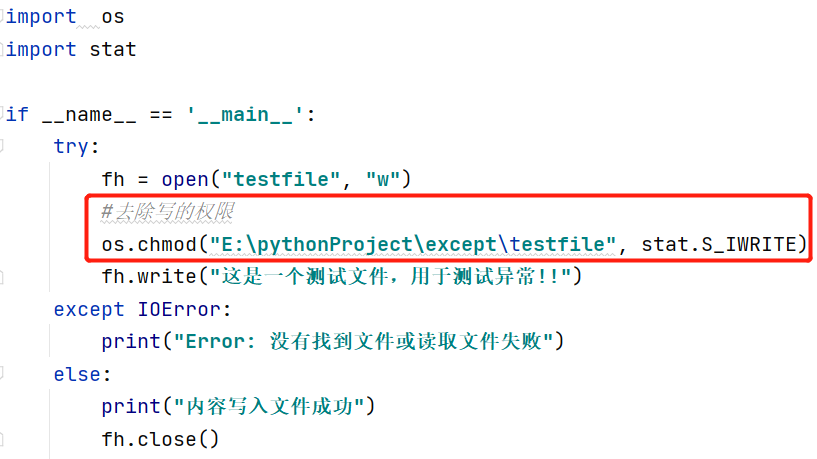 import  os
import stat
if __name__ == '__main__':
try:
fh = open("testfile", "w")
#去除写的权限
os.chmod("E:\pythonProject\except\testfile", stat.S_IWRITE)
fh.write("这是一个测试文件，用于测试异常!!")
except IOError:
print("Error: 没有找到文件或读取文件失败")
else:
print("内容写入文件成功")
fh.close()